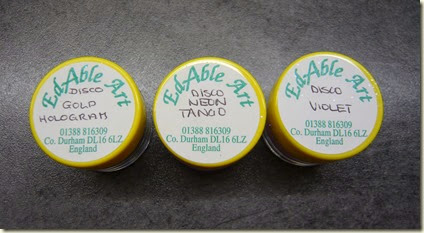 EdAble Art
DISCO
GOLD
HOLOGRAM
01388 816309
Co. Durham DL16 6LZ
England
EdAble Art
DISCO
NEON
TANGO
01388 816309
Co. Durham DL16 6LZ
England
EdAble Art
DISCO
VIOLET
01388 816309
Co. Durham DL16 6LZ
England